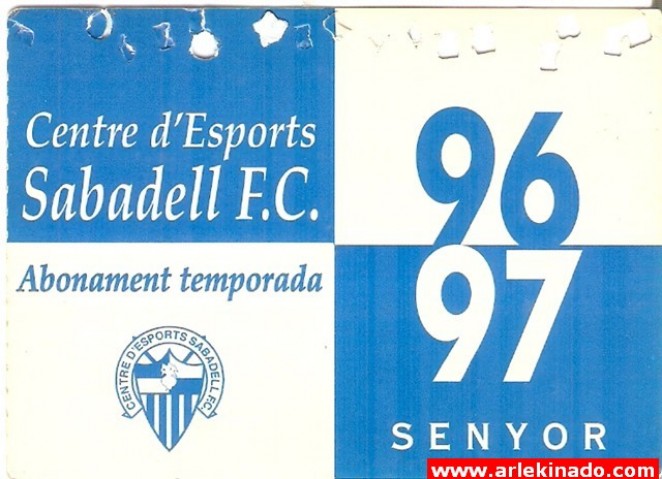 Centre d'Esports
Sabadell F.C.
Abonament temporada
CENTRE D'ESPORTS SABADELL F.C.
96
97
SENYOR
www.arlekinado.com